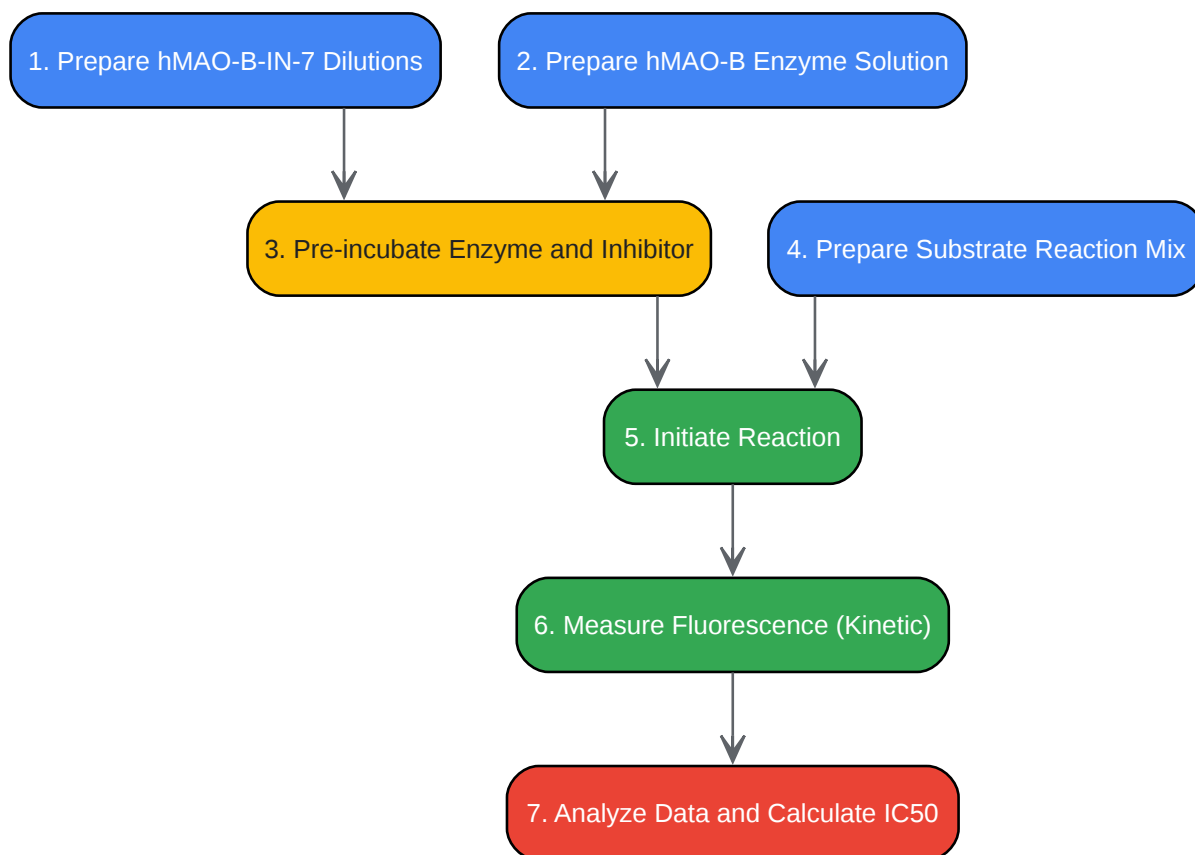 1. Prepare hMAO-B-IN-7 Dilutions
2. Prepare hMAO-B Enzyme Solution
3. Pre-incubate Enzyme and Inhibitor
4. Prepare Substrate Reaction Mix
5. Initiate Reaction
6. Measure Fluorescence (Kinetic)
7. Analyze Data and Calculate IC50